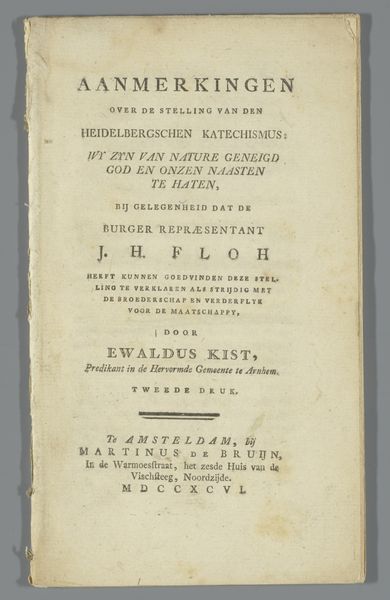 AANMERKINGEN
OVER DE STELLING VAN DEN
HEIDELBERGSCHEN KATECHISMUS:
WY ZYN VAN NATURE GENEIGD
GOD EN ONZEN NAASTEN
TE HATEN,
BIJ GELEGENHEID DAT DE
BURGER REPRÆSENTANT
J. H. FLOH
HEEFT KUNNEN GOEDVINDEN DEZE STEL-
LING TE VERKLAREN ALS STRIJDIG MET
DE BROEDERSCHAP EN VERDERFLYK
VOOR DE MAATSCHAPPY,
DOOR
EWALDUS KIST,
Predikant in de Hervormde Gemeente te Arnhem.
TWEEDE DRUK.
Te AMSTELDAM, bij
MARTINUS DE BRUIJN,
In de Warmoesſtraat, het zesde Huis van de
Vischſteeg, Noordzijde.
MDCCXCVI.